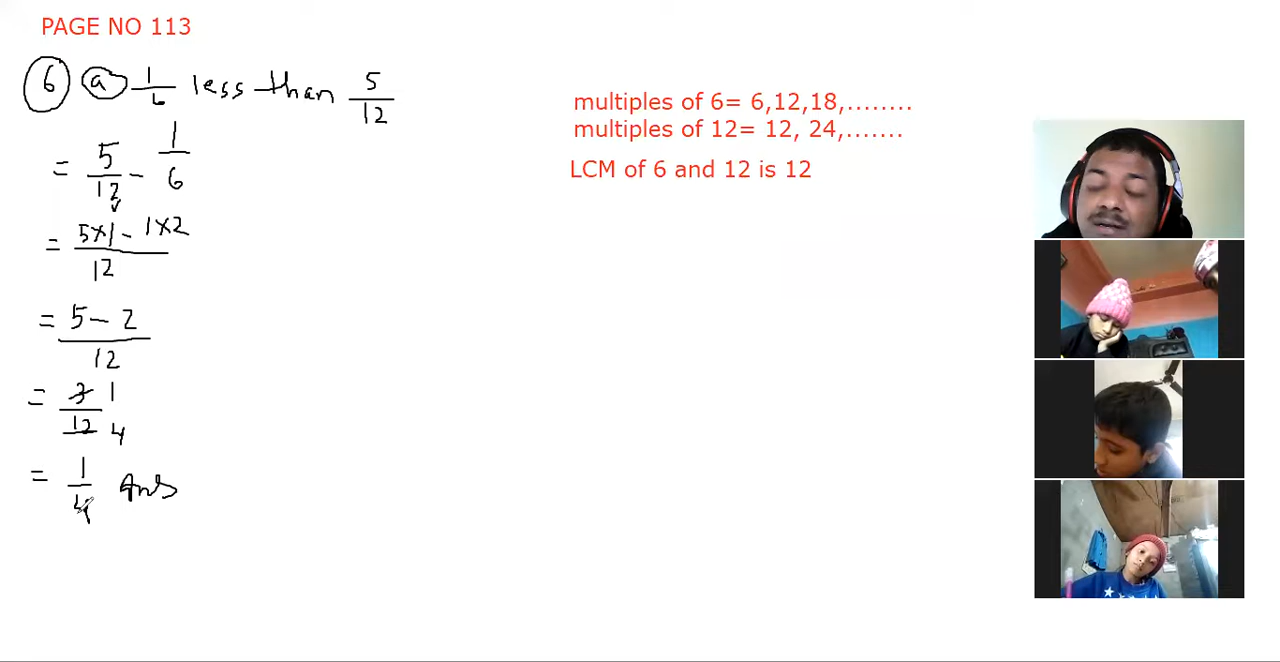 PAGE NO 113
6 a 1/6 less than 5/12
= 5/12 - 1/6
= 5×1 - 1×2 / 12
= 5 - 2 / 12
= 3/12 1/4
= 1/4 Ans
multiples of 6= 6,12,18,........
multiples of 12= 12, 24,.......
LCM of 6 and 12 is 12